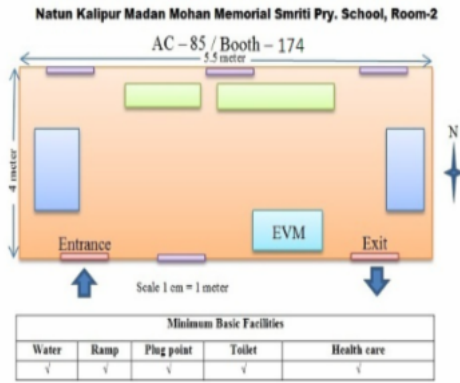 Natun Kalipur Madan Mohan Memorial Smriti Pry. School, Room-2
AC – 85 / Booth – 174
5.5 meter
4 meter
N
EVM
Entrance
Exit
Scale 1 cm = 1 meter
Minimum Basic Facilities
Water Ramp Plug point Toilet Health care
√ √ √ √ √